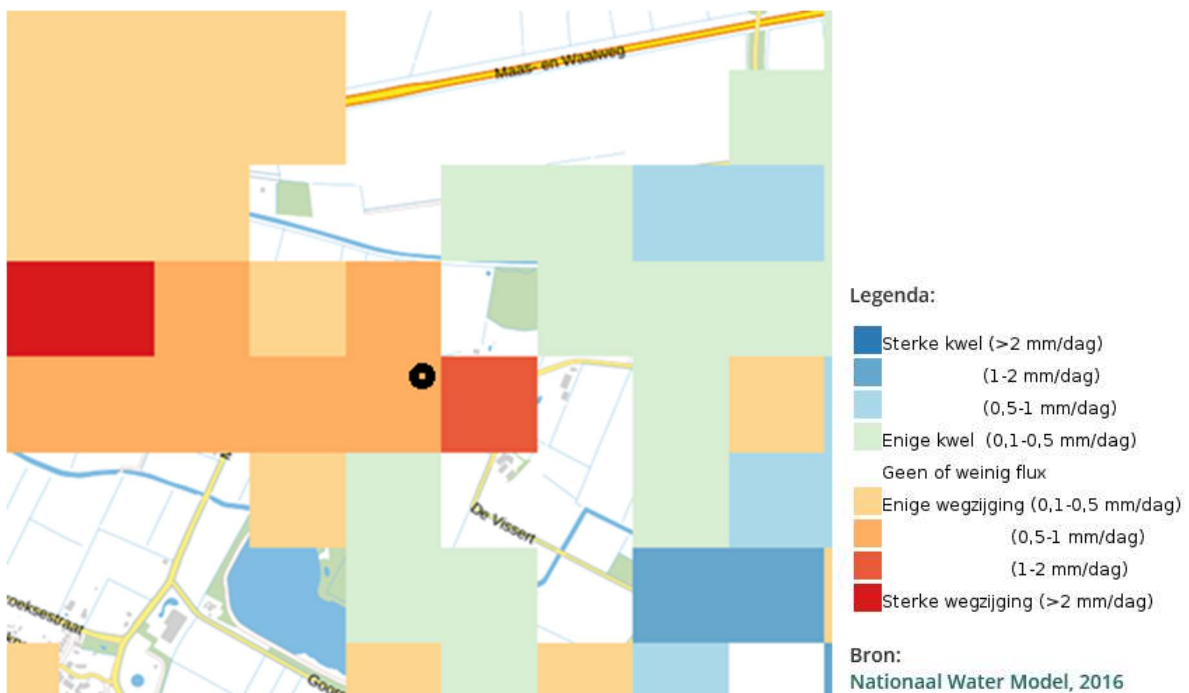 Maas- en Waalweg
De Vissert
oeksestraat
Goors
Legenda:
Sterke kwel (>2 mm/dag)
(1-2 mm/dag)
(0,5-1 mm/dag)
Enige kwel (0,1-0,5 mm/dag)
Geen of weinig flux
Enige wegzijging (0,1-0,5 mm/dag)
(0,5-1 mm/dag)
(1-2 mm/dag)
Sterke wegzijging (>2 mm/dag)
Bron:
Nationaal Water Model, 2016